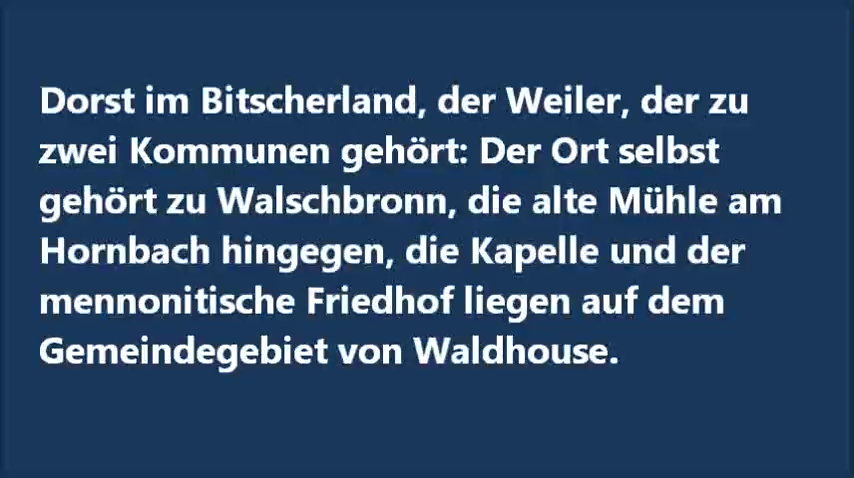 Dorst im Bitscherland, der Weiler, der zu
zwei Kommunen gehört: Der Ort selbst
gehört zu Walschbronn, die alte Mühle am
Hornbach hingegen, die Kapelle und der
mennonitische Friedhof liegen auf dem
Gemeindegebiet von Waldhouse.